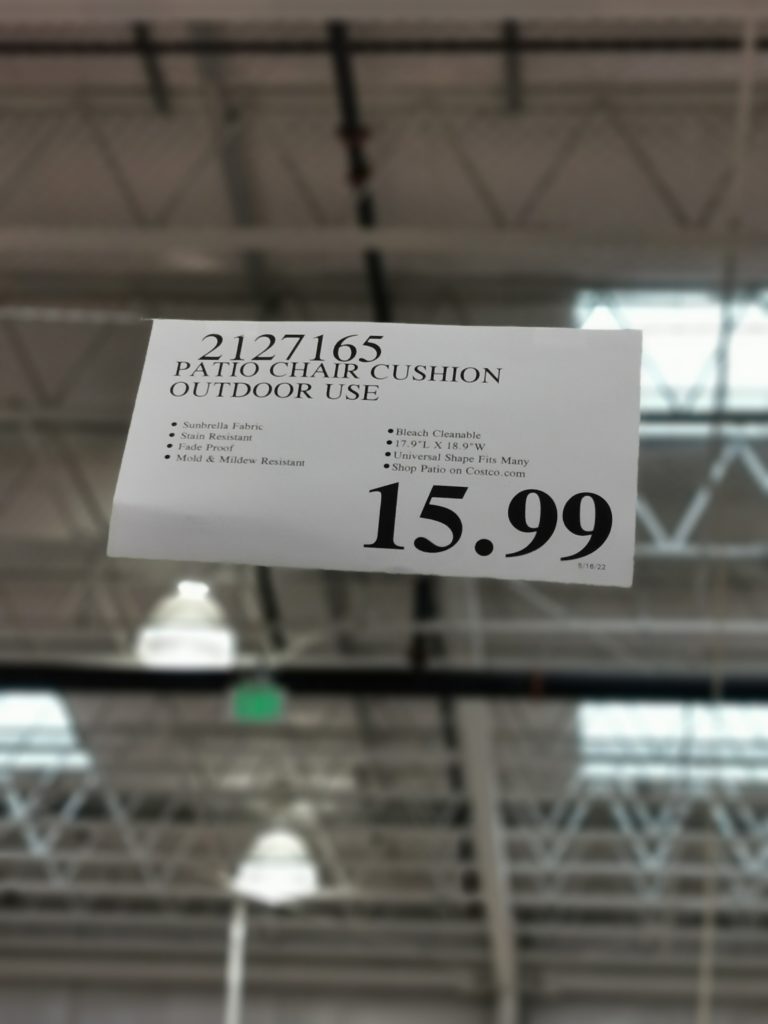 2127165
PATIO CHAIR CUSHION
OUTDOOR USE
• Sunbrella Fabric
• Stain Resistant
• Fade Proof
• Mold & Mildew Resistant
• Bleach Cleanable
• 17.9"L X 18.9"W
• Universal Shape Fits Many
• Shop Patio on Costco.com
15.99
5/16/22